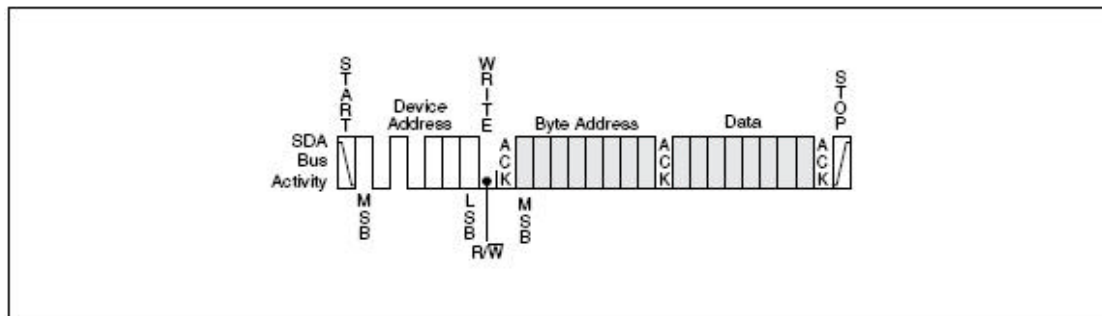 START
WRITE
STOP
Device
Address
Byte Address
Data
SDA
Bus
Activity
ACK
ACK
ACK
MSB
LSB
MSB
R/W̅